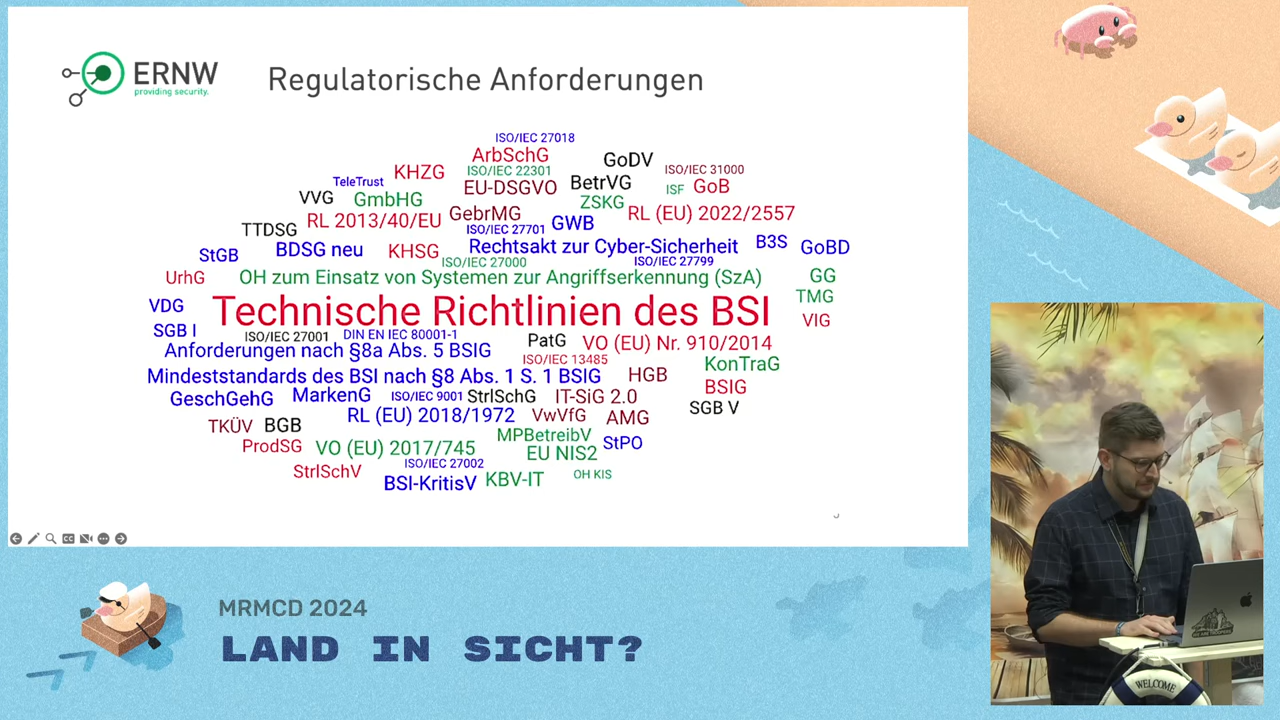 ERNW
providing security.
Regulatorische Anforderungen
ISO/IEC 27018
ArbSchG
GoDV
KHZG
ISO/IEC 22301
ISO/IEC 31000
TeleTrust
EU-DSGVO
BetrVG
ISF
GoB
VVG
GmbHG
ZSKG
RL 2013/40/EU
GebrMG
GWB
RL (EU) 2022/2557
TTDSG
ISO/IEC 27701
StGB
BDSG neu
KHSG
Rechtsakt zur Cyber-Sicherheit
B3S
GoBD
ISO/IEC 27000
ISO/IEC 27799
UrhG
OH zum Einsatz von Systemen zur Angriffserkennung (SzA)
GG
VDG
Technische Richtlinien des BSI
TMG
VIG
SGB I
ISO/IEC 27001
DIN EN IEC 80001-1
PatG
VO (EU) Nr. 910/2014
Anforderungen nach §8a Abs. 5 BSIG
ISO/IEC 13485
KonTraG
Mindeststandards des BSI nach §8 Abs. 1 S. 1 BSIG
HGB
BSIG
GeschGehG
MarkenG
ISO/IEC 9001
StrlSchG
IT-SiG 2.0
SGB V
RL (EU) 2018/1972
VwVfG
AMG
TKÜV
BGB
MPBetreibV
StPO
ProdSG
VO (EU) 2017/745
EU NIS2
ISO/IEC 27002
StrlSchV
BSI-KritisV
KBV-IT
OH KIS
CC
MRMCD 2024
LAND IN SICHT?
WELCOME